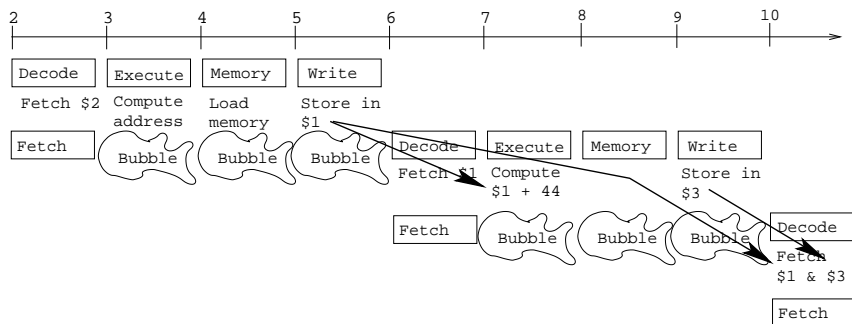 2 3 4 5 6 7 8 9 10
Decode Execute Memory Write
Fetch $2 Compute Load Store in
address memory $1
Fetch Bubble Bubble Bubble Decode Execute Memory Write
Fetch $1 Compute Store in
$1 + 44 $3
Fetch Bubble Bubble Bubble Decode
Fetch
$1 & $3
Fetch